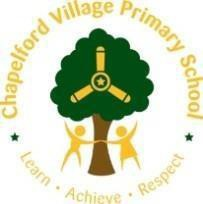 Chapelford Village Primary School
Learn · Achieve · Respect